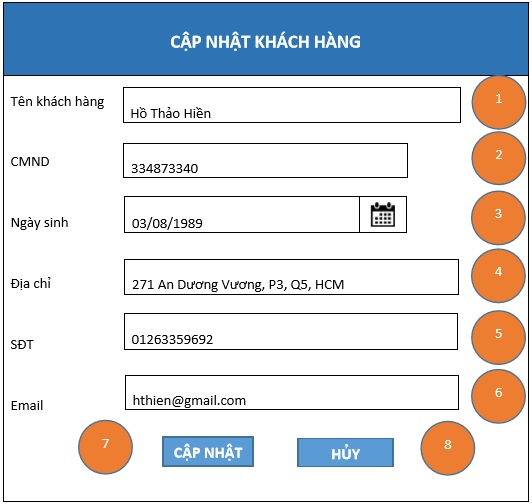 CẬP NHẬT KHÁCH HÀNG
Tên khách hàng Hồ Thảo Hiền 1
CMND 334873340 2
Ngày sinh 03/08/1989 3
Địa chỉ 271 An Dương Vương, P3, Q5, HCM 4
SĐT 01263359692 5
Email hthien@gmail.com 6
7 CẬP NHẬT HỦY 8